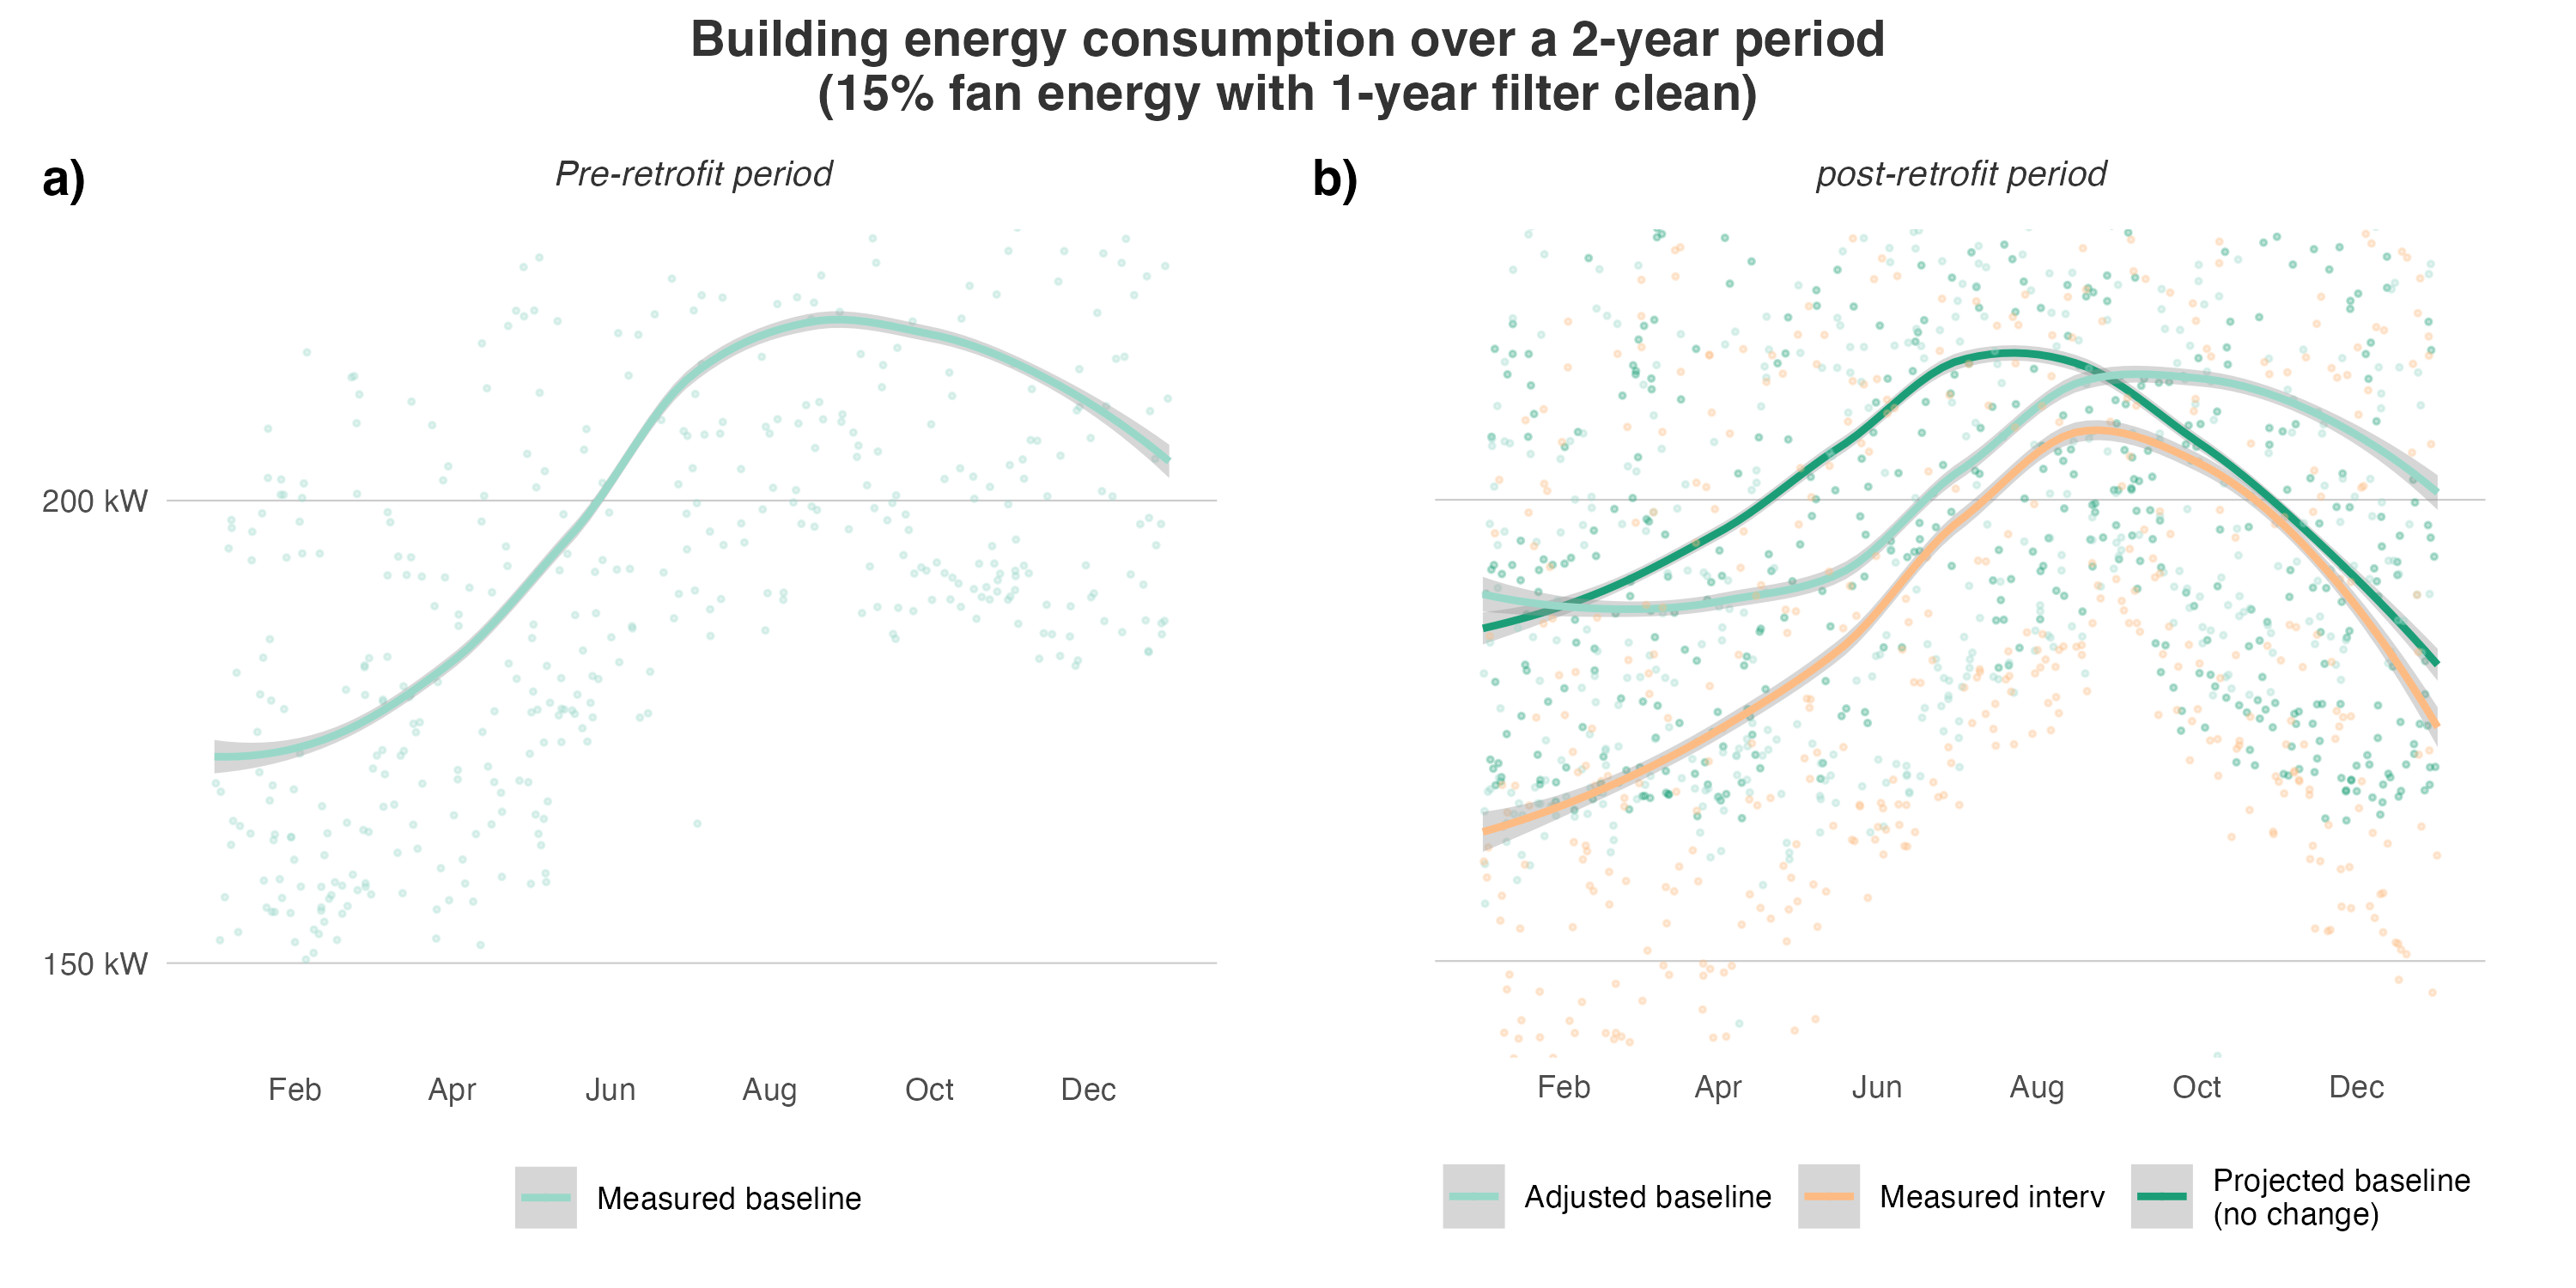 Building energy consumption over a 2-year period
(15% fan energy with 1-year filter clean)
a)
Pre-retrofit period
200 kW
150 kW
Feb Apr Jun Aug Oct Dec
Measured baseline
b)
post-retrofit period
Feb Apr Jun Aug Oct Dec
Adjusted baseline
Measured interv
Projected baseline
(no change)